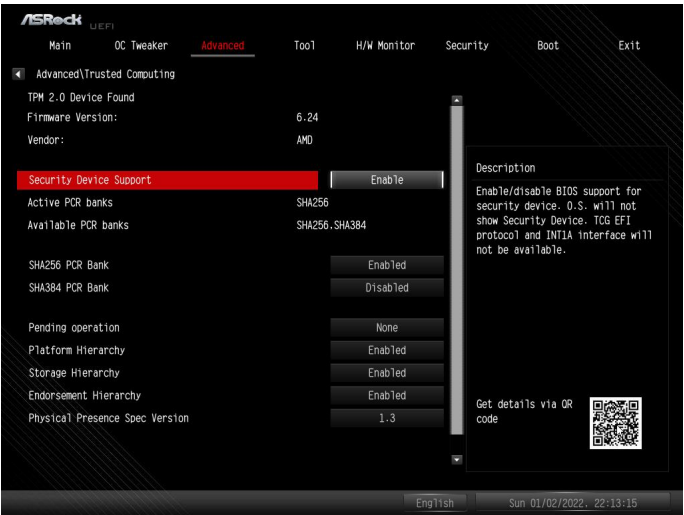 ASRock UEFI
Main OC Tweaker Advanced Tool H/W Monitor Security Boot Exit
Advanced\Trusted Computing
TPM 2.0 Device Found
Firmware Version: 6.24
Vendor: AMD
Security Device Support Enable
Active PCR banks SHA256
Available PCR banks SHA256.SHA384
SHA256 PCR Bank Enabled
SHA384 PCR Bank Disabled
Pending operation None
Platform Hierarchy Enabled
Storage Hierarchy Enabled
Endorsement Hierarchy Enabled
Physical Presence Spec Version 1.3
Description
Enable/disable BIOS support for
security device. O.S. will not
show Security Device. TCG EFI
protocol and INT1A interface will
not be available.
Get details via QR
code
English Sun 01/02/2022. 22:13:15